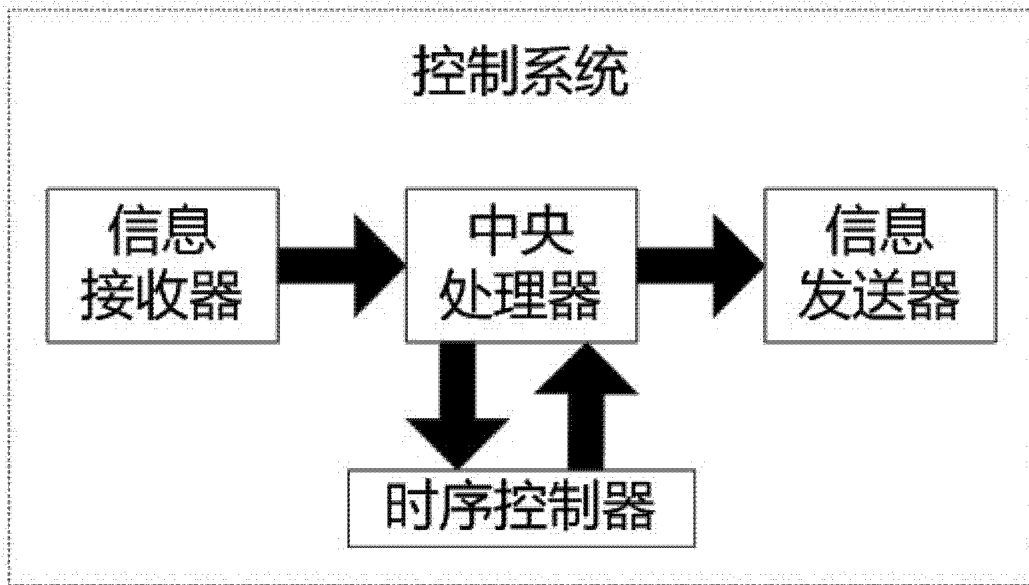 控制系统
信息
接收器
中央
处理器
信息
发送器
时序控制器